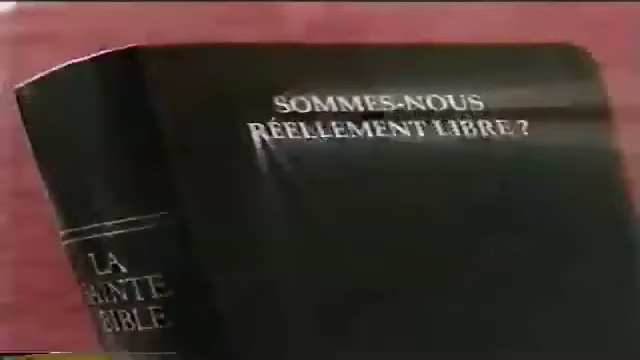 SOMMES-NOUS
RÉELLEMENT LIBRE?
LA
SAINTE
BIBLE